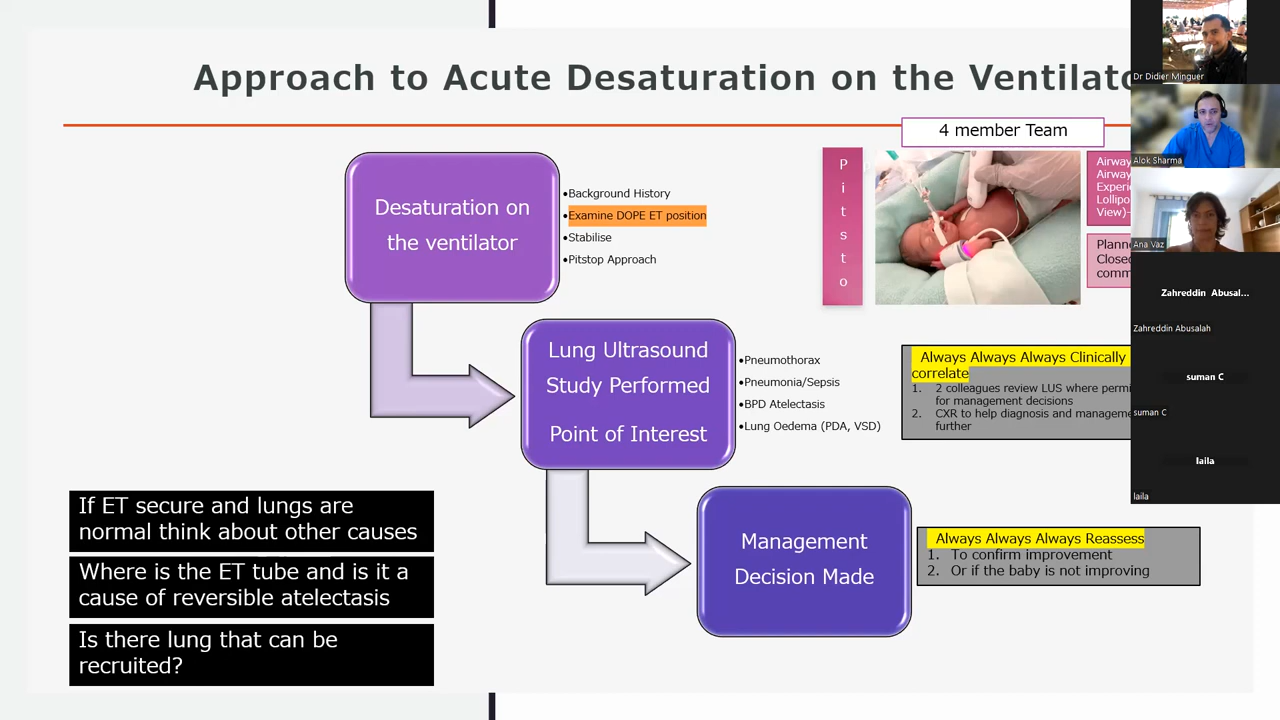 Approach to Acute Desaturation on the Ventilato
4 member Team
Desaturation on
the ventilator
•Background History
•Examine DOPE ET position
•Stabilise
•Pitstop Approach
P
i
t
s
t
o
Airway
Airway
Experi
Lollipo
View)-
Planne
Closed
comm
Lung Ultrasound
Study Performed
Point of Interest
•Pneumothorax
•Pneumonia/Sepsis
•BPD Atelectasis
•Lung Oedema (PDA, VSD)
Always Always Always Clinically
correlate
1. 2 colleagues review LUS where permi
for management decisions
2. CXR to help diagnosis and manageme
further
If ET secure and lungs are
normal think about other causes
Where is the ET tube and is it a
cause of reversible atelectasis
Is there lung that can be
recruited?
Management
Decision Made
Always Always Always Reassess
1. To confirm improvement
2. Or if the baby is not improving
Dr Didier Minguer
Alok Sharma
Ana Vaz
Zahreddin Abusal...
Zahreddin Abusalah
suman C
suman C
laila
laila